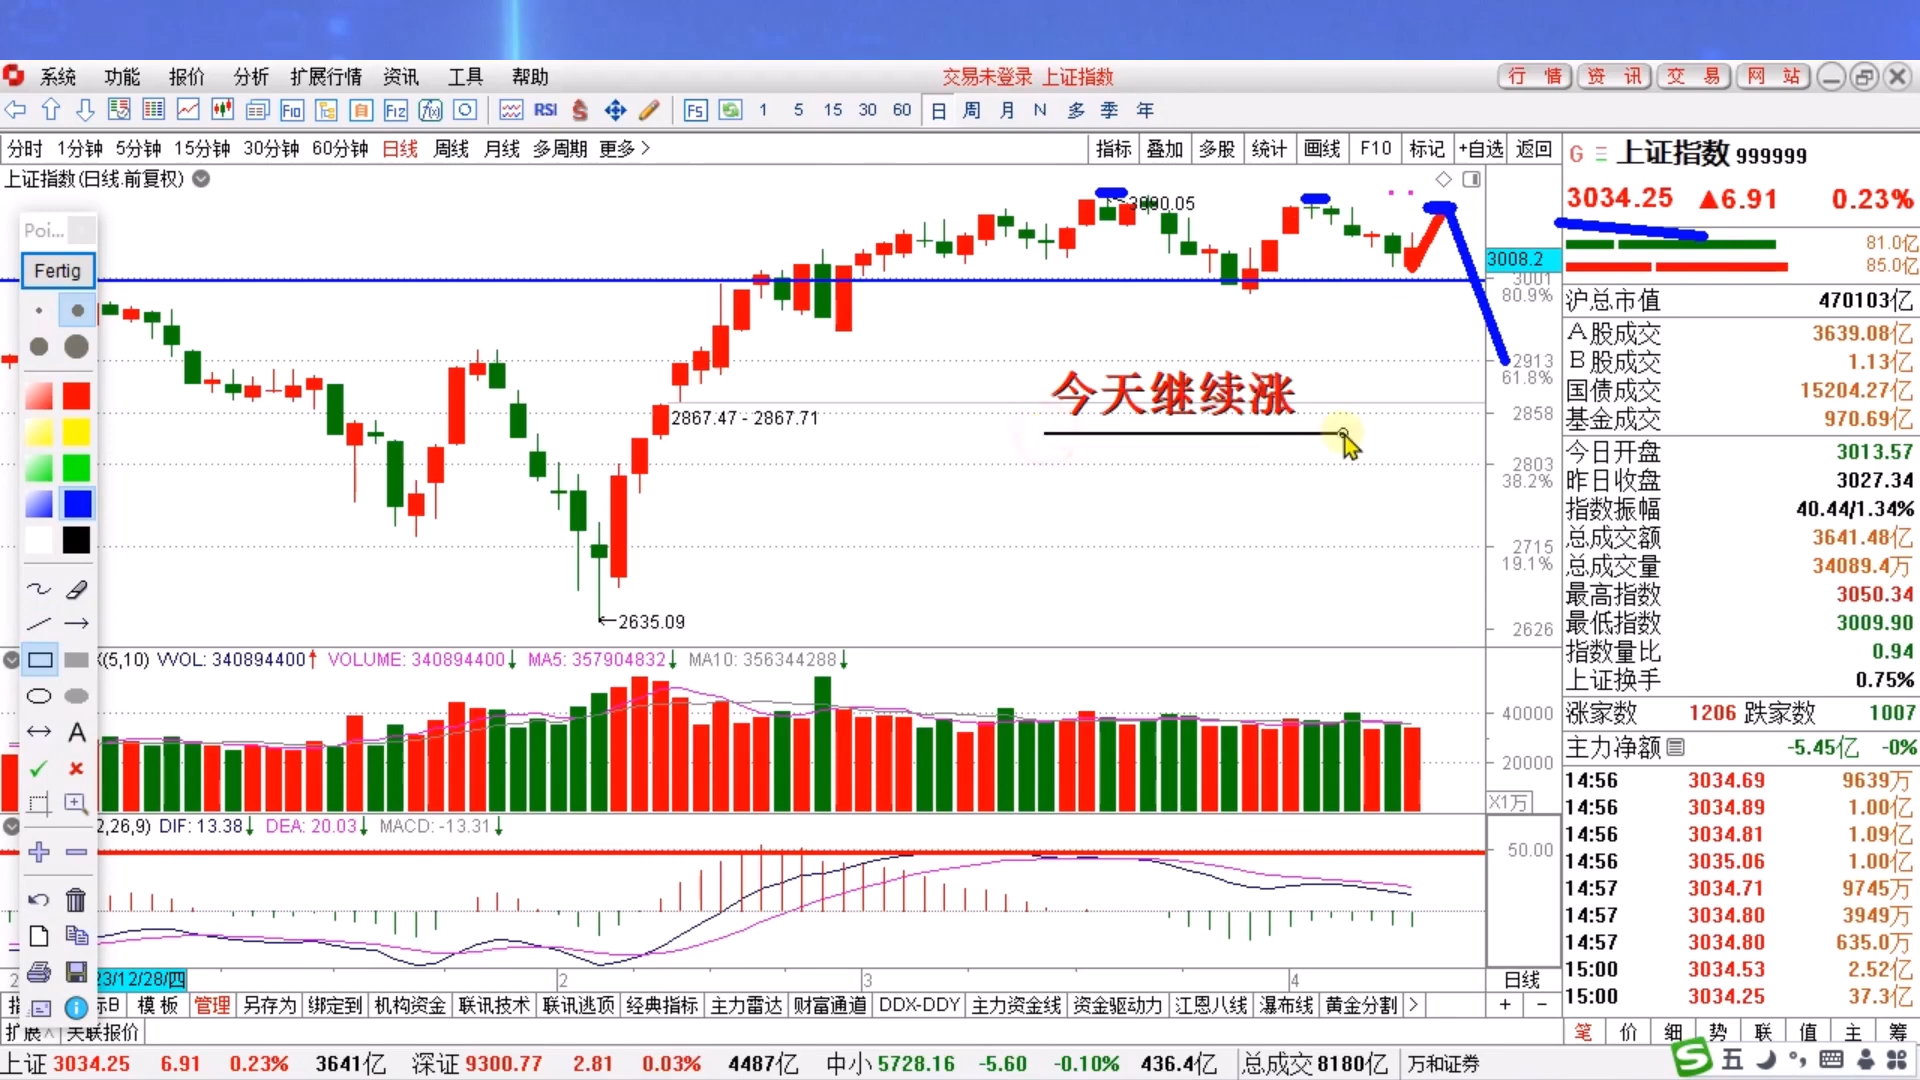 系统 功能 报价 分析 扩展行情 资讯 工具 帮助 交易未登录 上证指数 行情 资讯 交易 网站
F10 F12 f(x) RSI $ F5 1 5 15 30 60 日 周 月 N 多 季 年
分时 1分钟 5分钟 15分钟 30分钟 60分钟 日线 周线 月线 多周期 更多> 指标 叠加 多股 统计 画线 F10 标记 +自选 返回
上证指数(日线.前复权)
Poi...
Fertig
3090.05
3008.2
3001
80.9%
2913
61.8%
今天继续涨
2867.47 - 2867.71
2858
2803
38.2%
2715
19.1%
2635.09
2626
(5,10) VVOL: 340894400↑ VOLUME: 340894400↓ MA5: 357904832↓ MA10: 356344288↓
40000
20000
X1万
2,26,9) DIF: 13.38↓ DEA: 20.03↓ MACD: -13.31↓
50.00
A
23/12/28/四 2 3 4 日线
标B 模板 管理 另存为 绑定到 机构资金 联讯技术 联讯逃顶 经典指标 主力雷达 财富通道 DDX-DDY 主力资金线 资金驱动力 江恩八线 瀑布线 黄金分割 > + -
扩展∧ 关联报价
G 上证指数 999999
3034.25 ▲6.91 0.23%
81.0亿
85.0亿
沪总市值 470103亿
A股成交 3639.08亿
B股成交 1.13亿
国债成交 15204.27亿
基金成交 970.69亿
今日开盘 3013.57
昨日收盘 3027.34
指数振幅 40.44/1.34%
总成交额 3641.48亿
总成交量 34089.4万
最高指数 3050.34
最低指数 3009.90
指数量比 0.94
上证换手 0.75%
涨家数 1206 跌家数 1007
主力净额 -5.45亿 -0%
14:56 3034.69 9639万
14:56 3034.89 1.00亿
14:56 3034.81 1.09亿
14:56 3035.06 1.00亿
14:57 3034.71 9745万
14:57 3034.80 3949万
14:57 3034.80 635.0万
15:00 3034.53 2.52亿
15:00 3034.25 37.3亿
笔 价 细 势 联 值 主 筹
上证 3034.25 6.91 0.23% 3641亿 深证 9300.77 2.81 0.03% 4487亿 中小 5728.16 -5.60 -0.10% 436.4亿 总成交 8180亿 万和证券
S 五